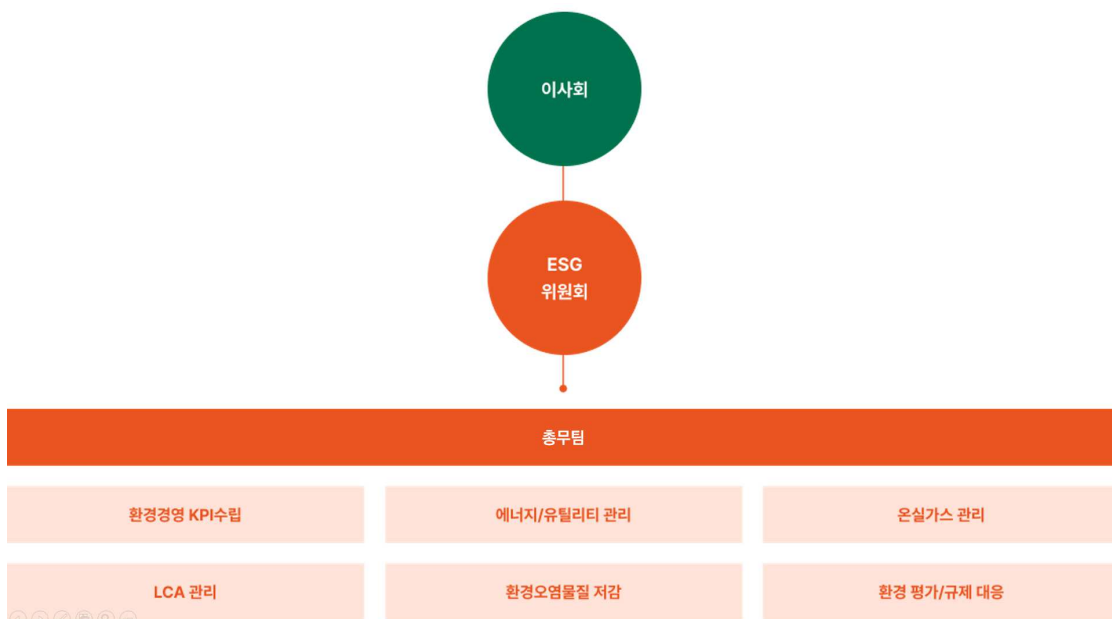 이사회
ESG
위원회
총무팀
환경경영 KPI수립
에너지/유틸리티 관리
온실가스 관리
LCA 관리
환경오염물질 저감
환경 평가/규제 대응